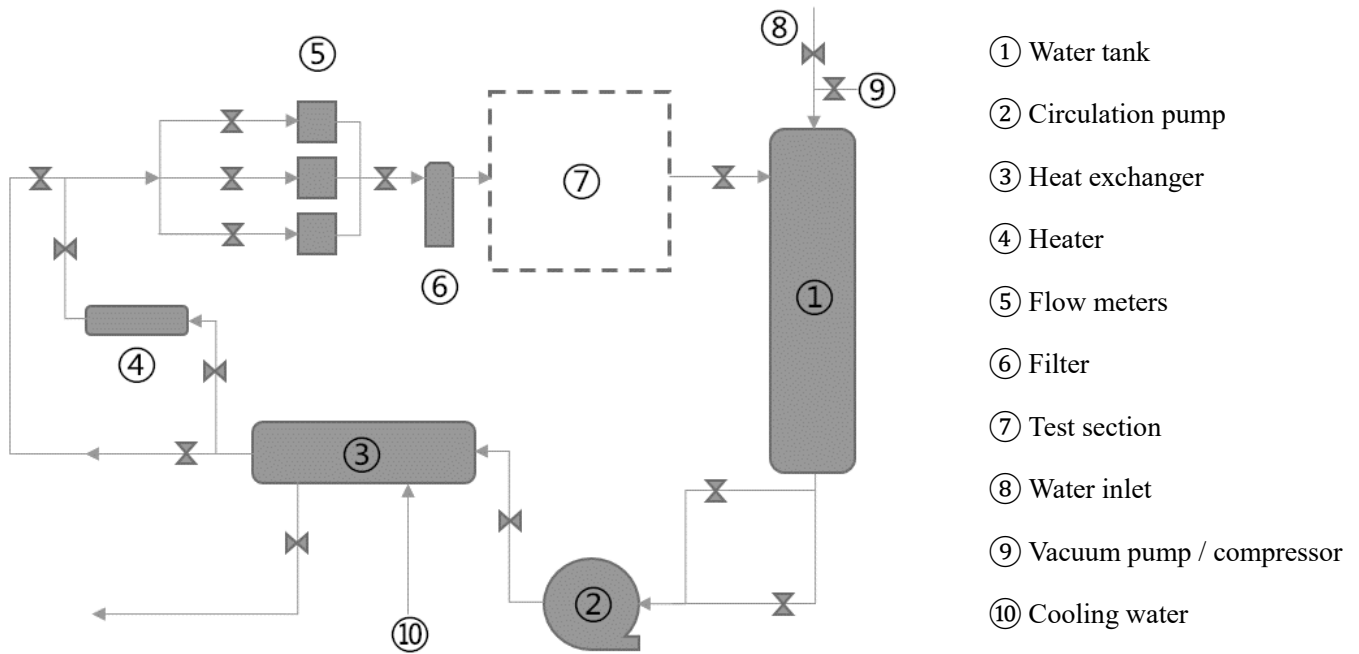 ⑤
⑧
⑨
⑦
⑥
①
④
③
②
⑩
① Water tank
② Circulation pump
③ Heat exchanger
④ Heater
⑤ Flow meters
⑥ Filter
⑦ Test section
⑧ Water inlet
⑨ Vacuum pump / compressor
⑩ Cooling water